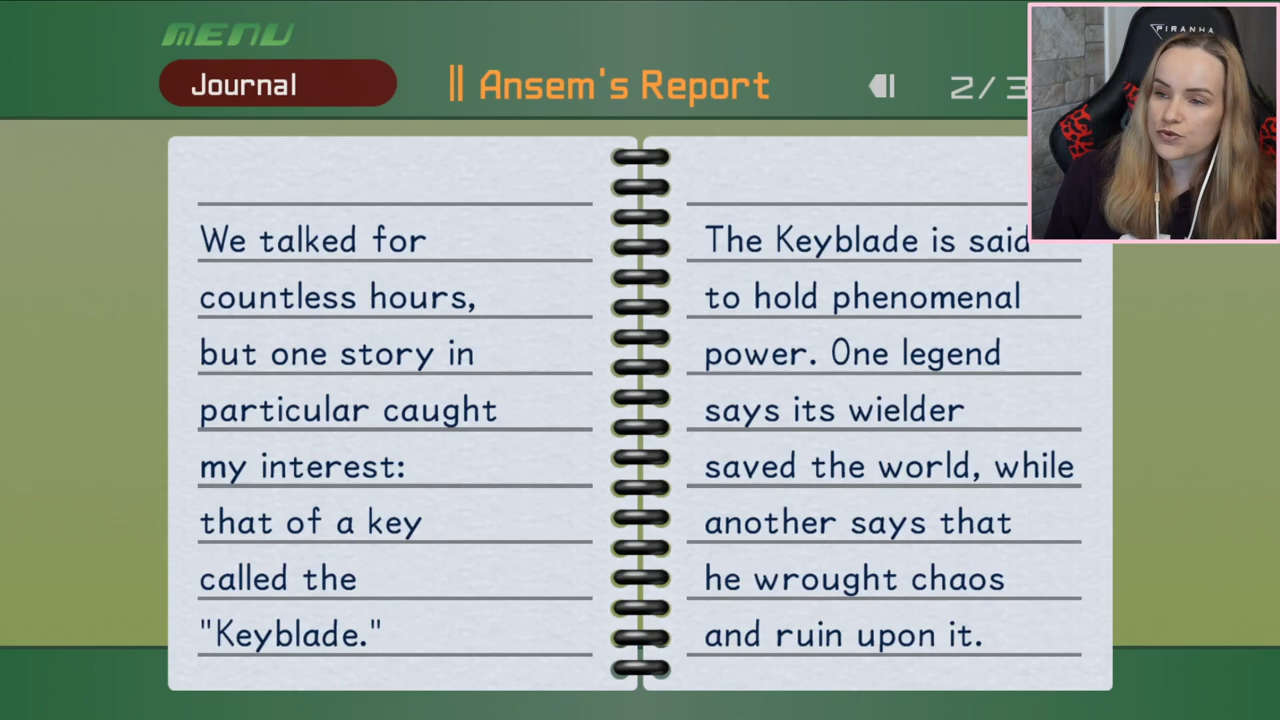 MENU
Journal
Ansem's Report
2/3
PIRANHA
We talked for
countless hours,
but one story in
particular caught
my interest:
that of a key
called the
"Keyblade."
The Keyblade is said
to hold phenomenal
power. One legend
says its wielder
saved the world, while
another says that
he wrought chaos
and ruin upon it.